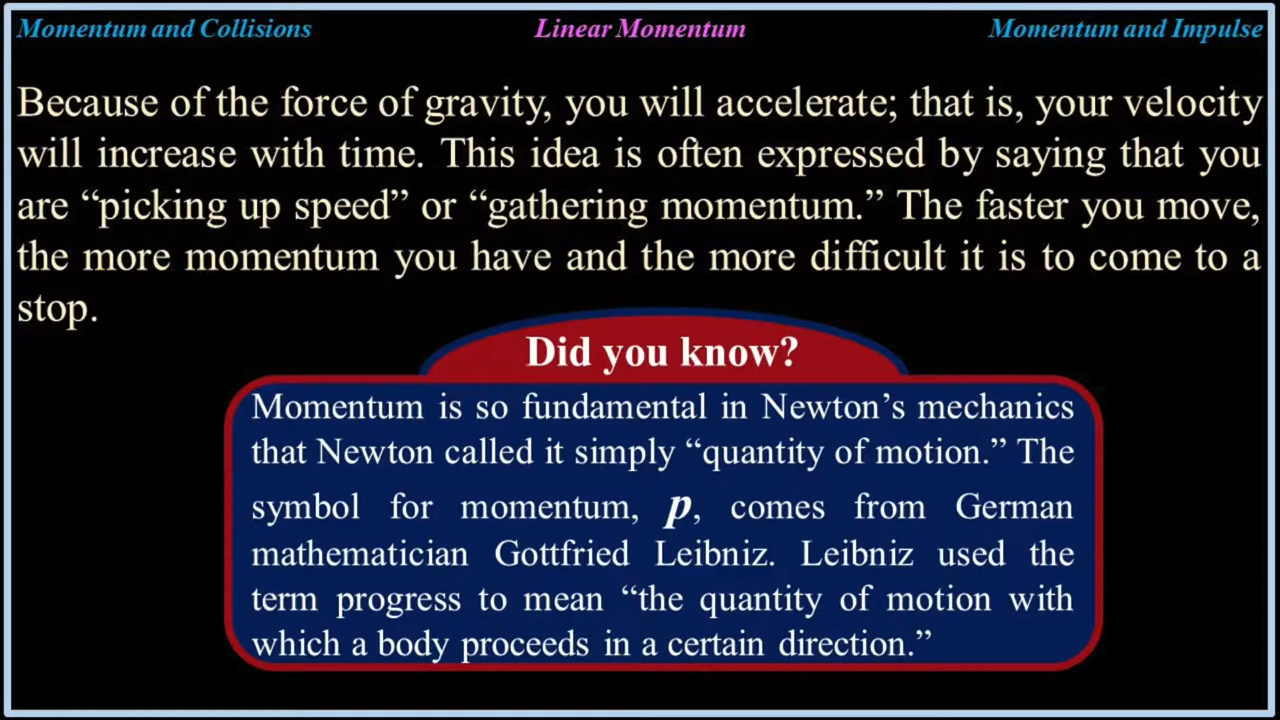 Momentum and Collisions
Linear Momentum
Momentum and Impulse
Because of the force of gravity, you will accelerate; that is, your velocity
will increase with time. This idea is often expressed by saying that you
are “picking up speed” or “gathering momentum.” The faster you move,
the more momentum you have and the more difficult it is to come to a
stop.
Did you know?
Momentum is so fundamental in Newton’s mechanics
that Newton called it simply “quantity of motion.” The
symbol for momentum, p, comes from German
mathematician Gottfried Leibniz. Leibniz used the
term progress to mean “the quantity of motion with
which a body proceeds in a certain direction.”